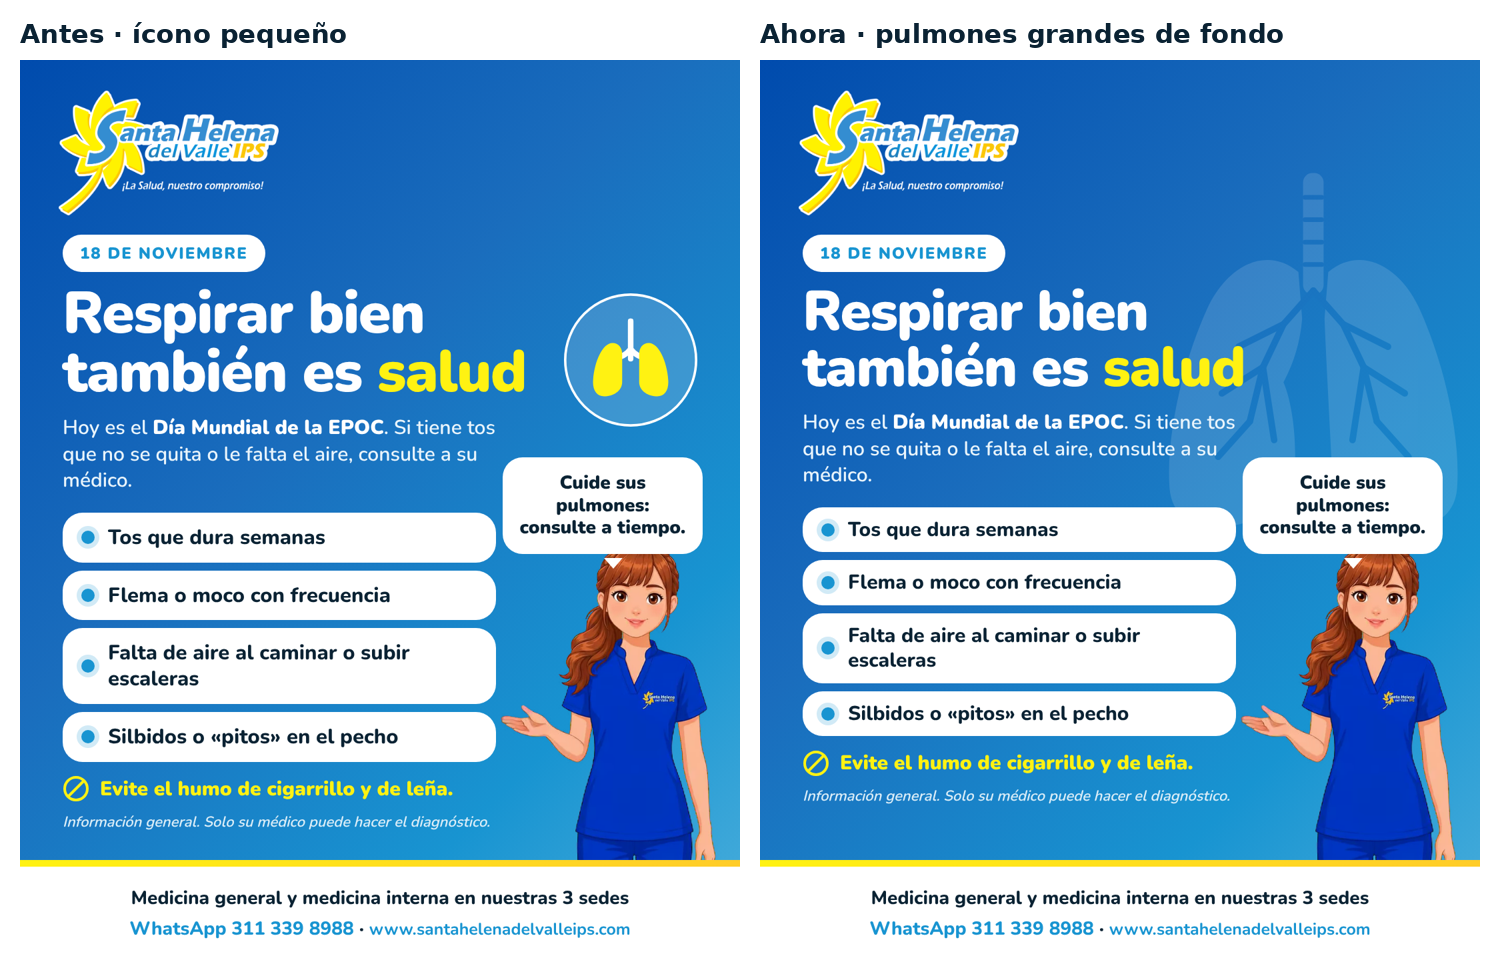 Antes · ícono pequeño
Santa Helena
del Valle IPS
¡La Salud, nuestro compromiso!
18 DE NOVIEMBRE
Respirar bien
también es salud
Hoy es el Día Mundial de la EPOC. Si tiene tos
que no se quita o le falta el aire, consulte a su
médico.
Cuide sus
pulmones:
consulte a tiempo.
Tos que dura semanas
Flema o moco con frecuencia
Falta de aire al caminar o subir
escaleras
Silbidos o «pitos» en el pecho
Santa Helena
del Valle IPS
Evite el humo de cigarrillo y de leña.
Información general. Solo su médico puede hacer el diagnóstico.
Medicina general y medicina interna en nuestras 3 sedes
WhatsApp 311 339 8988 · www.santahelenadelvalleips.com
Ahora · pulmones grandes de fondo
Santa Helena
del Valle IPS
¡La Salud, nuestro compromiso!
18 DE NOVIEMBRE
Respirar bien
también es salud
Hoy es el Día Mundial de la EPOC. Si tiene tos
que no se quita o le falta el aire, consulte a su
médico.
Cuide sus
pulmones:
consulte a tiempo.
Tos que dura semanas
Flema o moco con frecuencia
Falta de aire al caminar o subir
escaleras
Silbidos o «pitos» en el pecho
Santa Helena
del Valle IPS
Evite el humo de cigarrillo y de leña.
Información general. Solo su médico puede hacer el diagnóstico.
Medicina general y medicina interna en nuestras 3 sedes
WhatsApp 311 339 8988 · www.santahelenadelvalleips.com